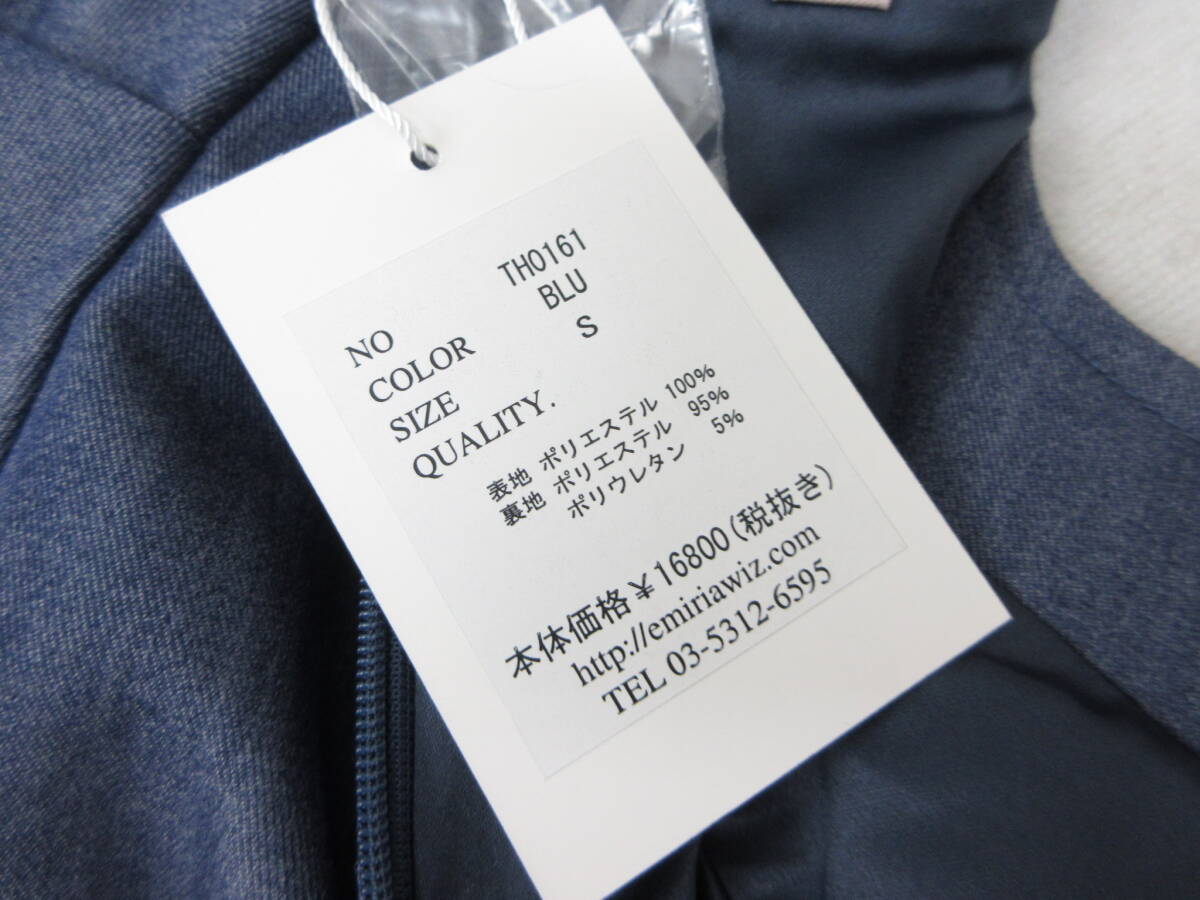 NO TH0161
COLOR BLU
SIZE S
QUALITY.
表地 ポリエステル 100%
裏地 ポリエステル 95%
ポリウレタン 5%
本体価格¥16800(税抜き)
http://emiriawiz.com
TEL 03-5312-6595